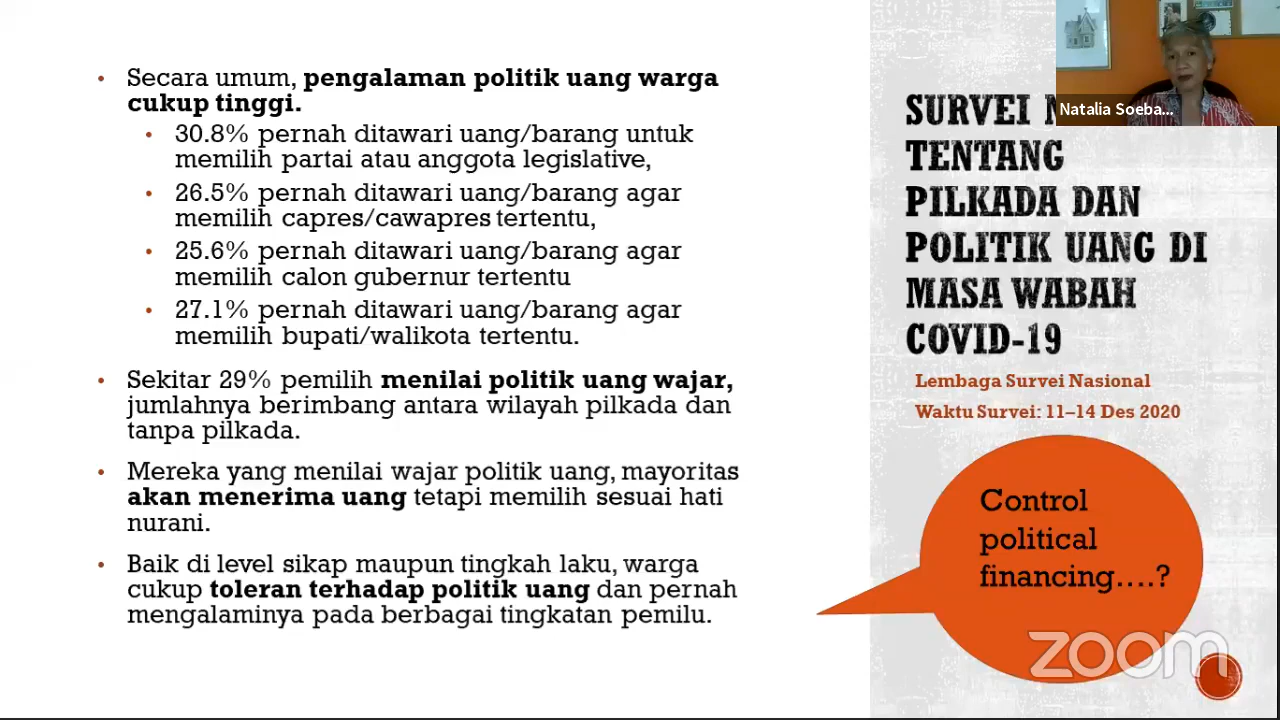 Secara umum, pengalaman politik uang warga
cukup tinggi.
30.8% pernah ditawari uang/barang untuk
memilih partai atau anggota legislative,
26.5% pernah ditawari uang/barang agar
memilih capres/cawapres tertentu,
25.6% pernah ditawari uang/barang agar
memilih calon gubernur tertentu
27.1% pernah ditawari uang/barang agar
memilih bupati/walikota tertentu.
Sekitar 29% pemilih menilai politik uang wajar,
jumlahnya berimbang antara wilayah pilkada dan
tanpa pilkada.
Mereka yang menilai wajar politik uang, mayoritas
akan menerima uang tetapi memilih sesuai hati
nurani.
Baik di level sikap maupun tingkah laku, warga
cukup toleran terhadap politik uang dan pernah
mengalaminya pada berbagai tingkatan pemilu.
Natalia Soeba...
SURVEI
TENTANG
PILKADA DAN
POLITIK UANG DI
MASA WABAH
COVID-19
Lembaga Survei Nasional
Waktu Survei: 11–14 Des 2020
Control
political
financing….?
zoom